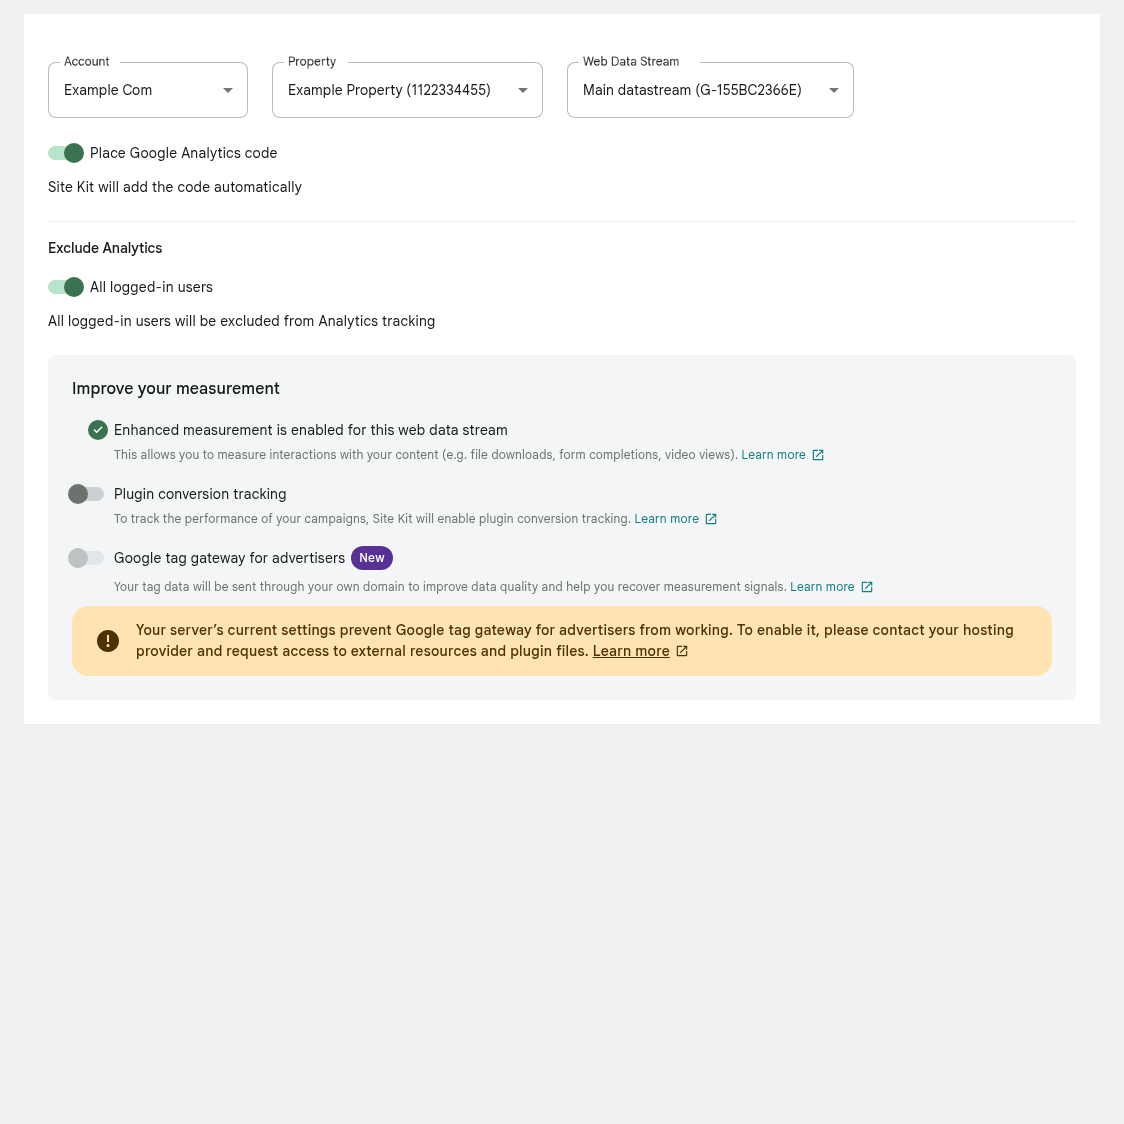 Account
Property
Web Data Stream
Example Com
Example Property (1122334455)
Main datastream (G-155BC2366E)
Place Google Analytics code
Site Kit will add the code automatically
Exclude Analytics
All logged-in users
All logged-in users will be excluded from Analytics tracking
Improve your measurement
Enhanced measurement is enabled for this web data stream
This allows you to measure interactions with your content (e.g. file downloads, form completions, video views). Learn more
Plugin conversion tracking
To track the performance of your campaigns, Site Kit will enable plugin conversion tracking. Learn more
Google tag gateway for advertisers New
Your tag data will be sent through your own domain to improve data quality and help you recover measurement signals. Learn more
Your server’s current settings prevent Google tag gateway for advertisers from working. To enable it, please contact your hosting
provider and request access to external resources and plugin files. Learn more